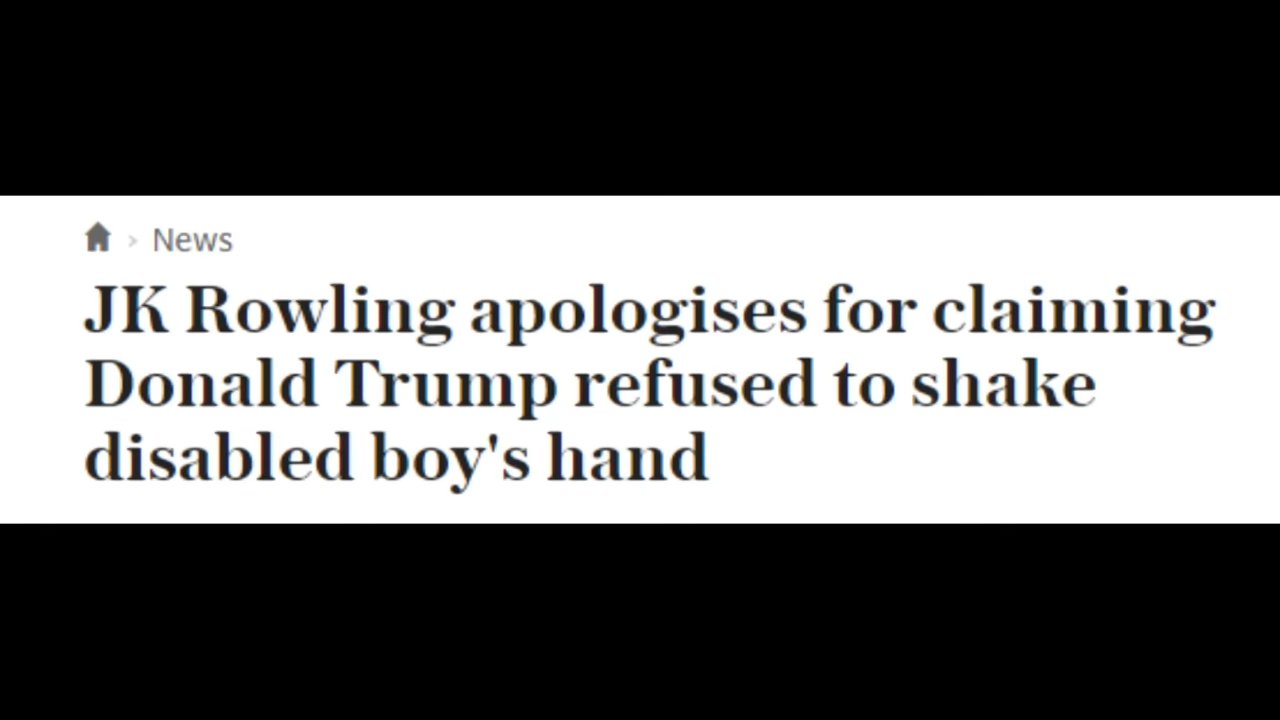 News
JK Rowling apologises for claiming
Donald Trump refused to shake
disabled boy's hand